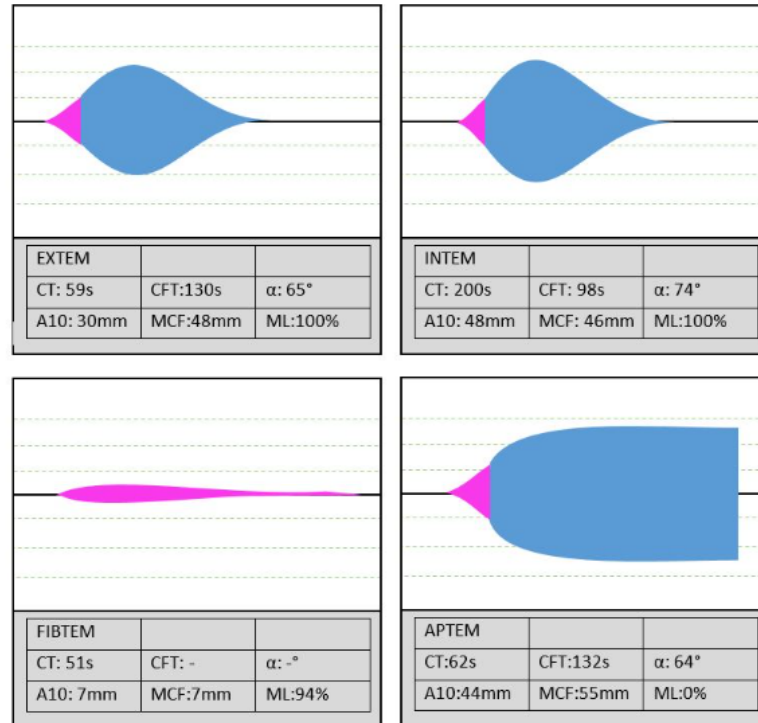 EXTEM
CT: 59s CFT:130s α: 65°
A10: 30mm MCF:48mm ML:100%
INTEM
CT: 200s CFT: 98s α: 74°
A10: 48mm MCF: 46mm ML:100%
FIBTEM
CT: 51s CFT: - α: -°
A10: 7mm MCF:7mm ML:94%
APTEM
CT:62s CFT:132s α: 64°
A10:44mm MCF:55mm ML:0%